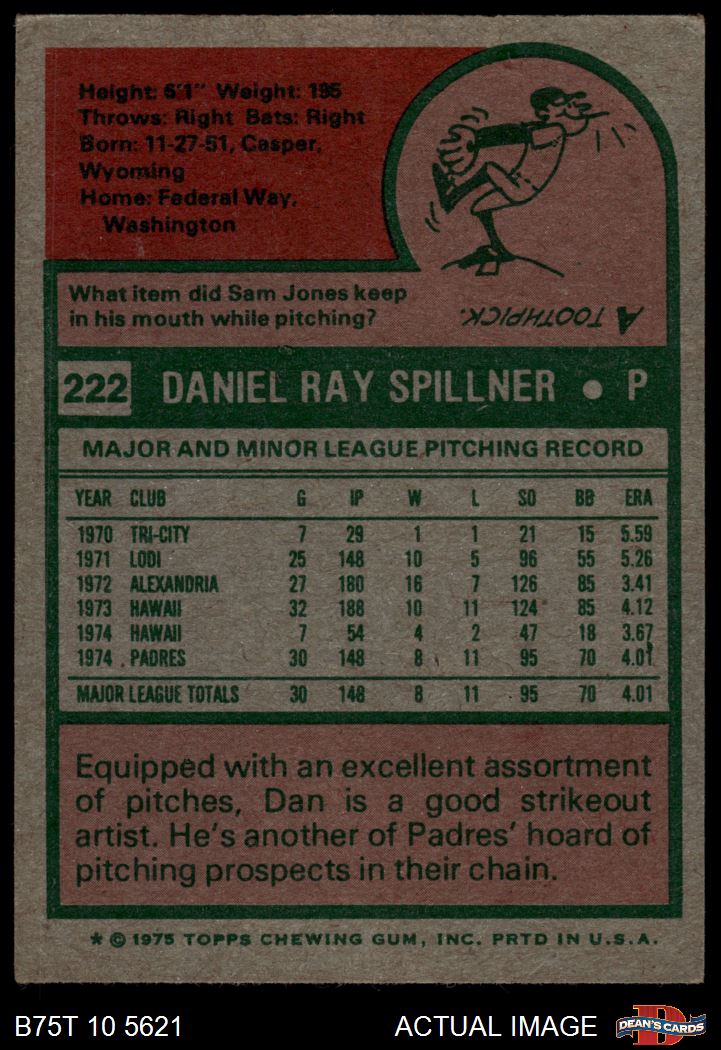 Height: 6'1" Weight: 195
Throws: Right Bats: Right
Born: 11-27-51, Casper,
Wyoming
Home: Federal Way,
Washington
What item did Sam Jones keep
in his mouth while pitching?
A TOOTHPICK.
222 DANIEL RAY SPILLNER ● P
MAJOR AND MINOR LEAGUE PITCHING RECORD
YEAR CLUB G IP W L SO BB ERA
1970 TRI-CITY 7 29 1 1 21 15 5.59
1971 LODI 25 148 10 5 96 55 5.26
1972 ALEXANDRIA 27 180 16 7 126 85 3.41
1973 HAWAII 32 188 10 11 124 85 4.12
1974 HAWAII 7 54 4 2 47 18 3.67
1974 PADRES 30 148 8 11 95 70 4.01
MAJOR LEAGUE TOTALS 30 148 8 11 95 70 4.01
Equipped with an excellent assortment
of pitches, Dan is a good strikeout
artist. He's another of Padres' hoard of
pitching prospects in their chain.
* © 1975 TOPPS CHEWING GUM, INC. PRTD IN U.S.A.
B75T 10 5621 ACTUAL IMAGE DEAN'S CARDS